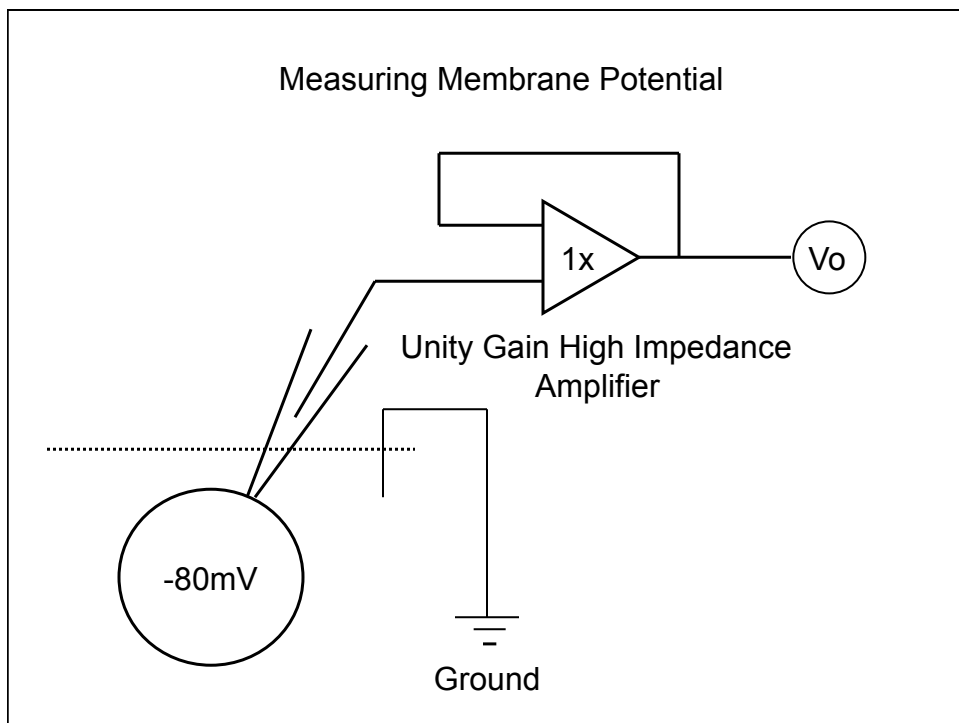 Measuring Membrane Potential
1x
Vo
Unity Gain High Impedance
Amplifier
-80mV
Ground